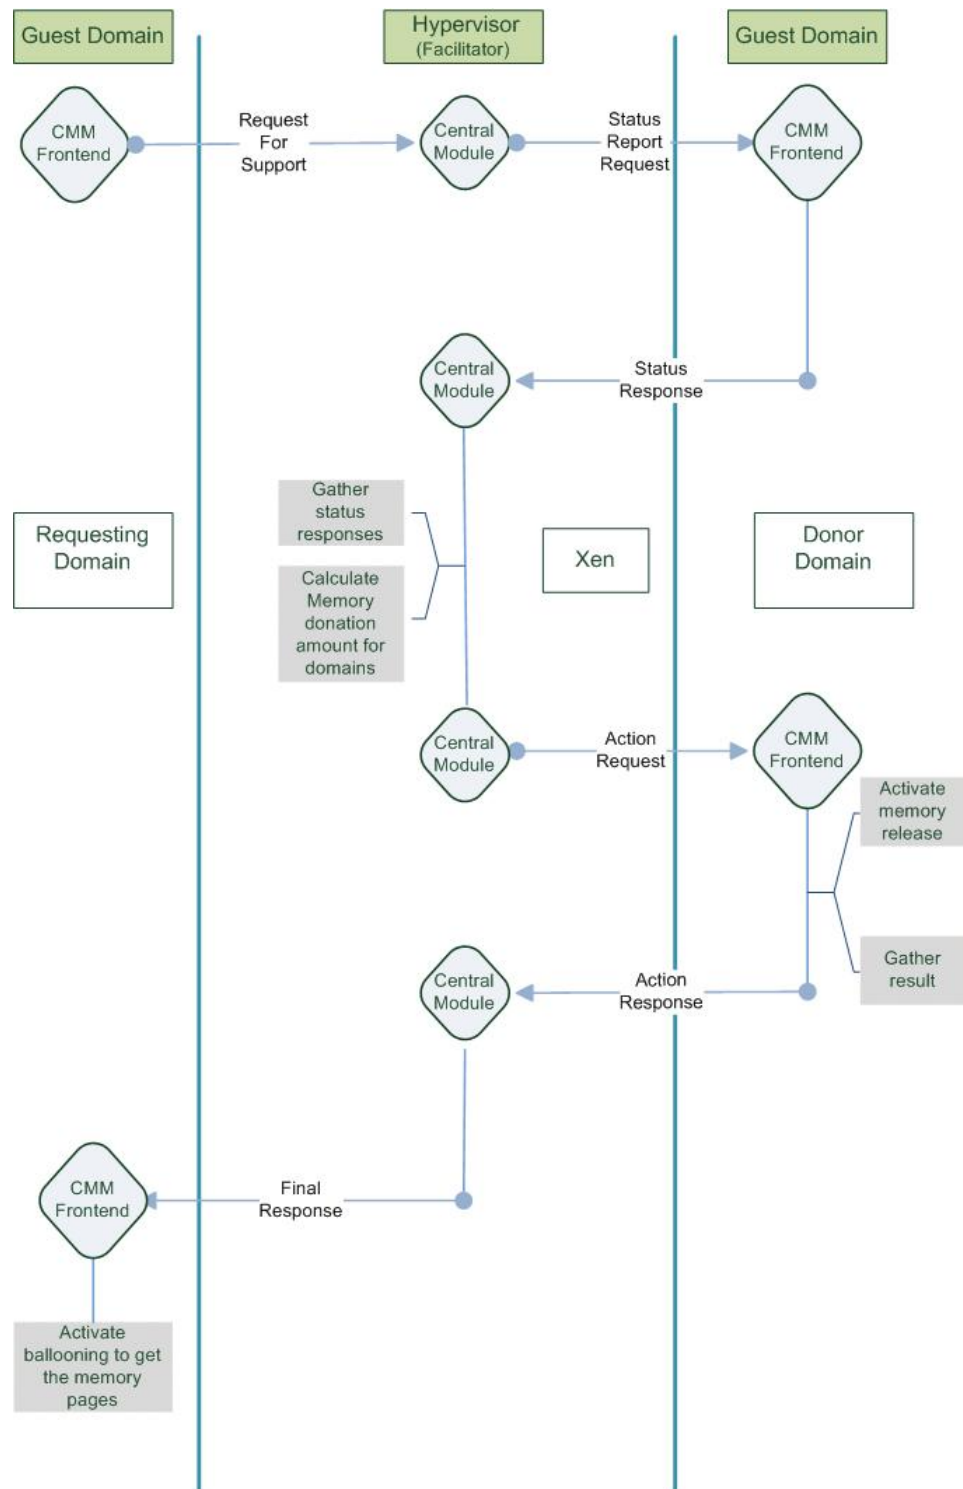 Guest Domain
Hypervisor
(Facilitator)
Guest Domain
CMM
Frontend
Request
For
Support
Central
Module
Status
Report
Request
CMM
Frontend
Central
Module
Status
Response
Gather
status
responses
Requesting
Domain
Xen
Donor
Domain
Calculate
Memory
donation
amount for
domains
Central
Module
Action
Request
CMM
Frontend
Activate
memory
release
Gather
result
Central
Module
Action
Response
CMM
Frontend
Final
Response
Activate
ballooning to get
the memory
pages